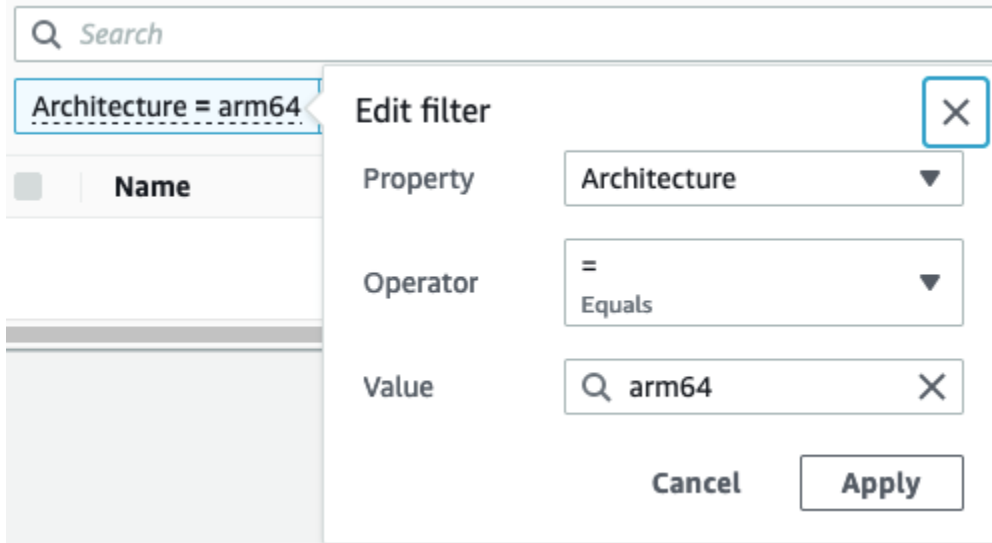 Search
Architecture = arm64
Edit filter
Property
Architecture
Name
Operator
=
Equals
Value
arm64
Cancel
Apply